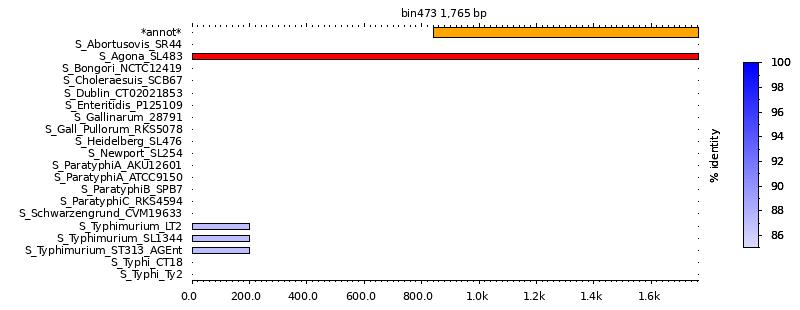 bin473 1,765 bp
*annot*
S_Abortusovis_SR44
S_Agona_SL483
S_Bongori_NCTC12419
S_Choleraesuis_SCB67
S_Dublin_CT02021853
S_Enteritidis_P125109
S_Gallinarum_28791
S_Gall_Pullorum_RKS5078
S_Heidelberg_SL476
S_Newport_SL254
S_ParatyphiA_AKU12601
S_ParatyphiA_ATCC9150
S_ParatyphiB_SPB7
S_ParatyphiC_RKS4594
S_Schwarzengrund_CVM19633
S_Typhimurium_LT2
S_Typhimurium_SL1344
S_Typhimurium_ST313_AGEnt
S_Typhi_CT18
S_Typhi_Ty2
0.0 200.0 400.0 600.0 800.0 1.0k 1.2k 1.4k 1.6k
% identity
100
98
96
94
92
90
88
86